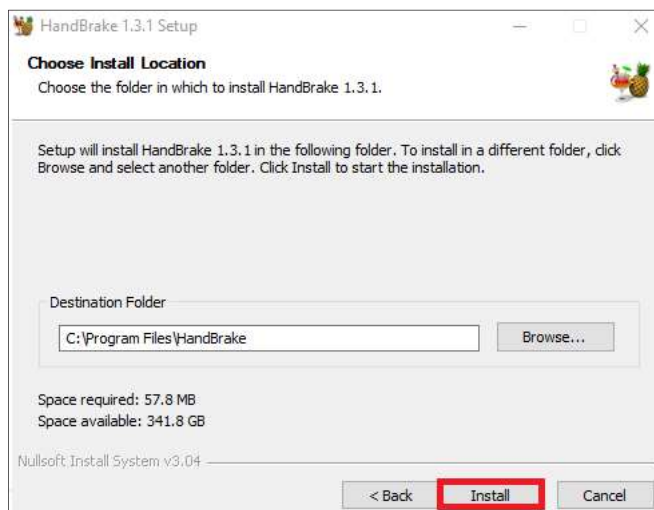 HandBrake 1.3.1 Setup
Choose Install Location
Choose the folder in which to install HandBrake 1.3.1.
Setup will install HandBrake 1.3.1 in the following folder. To install in a different folder, click
Browse and select another folder. Click Install to start the installation.
Destination Folder
C:\Program Files\HandBrake
Browse...
Space required: 57.8 MB
Space available: 341.8 GB
Nullsoft Install System v3.04
< Back Install Cancel